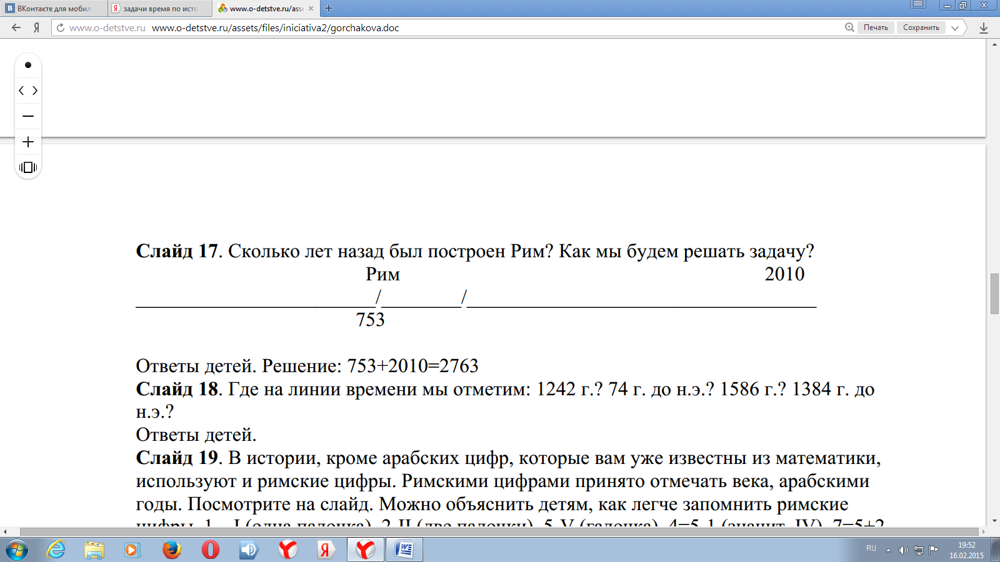 ВКонтакте для мобил
задачи время по исто
www.o-detstve.ru/asse
www.o-detstve.ru www.o-detstve.ru/assets/files/iniciativa2/gorchakova.doc
Печать
Сохранить
Слайд 17. Сколько лет назад был построен Рим? Как мы будем решать задачу?
Рим 2010
________________________/________/___________________________________
753
Ответы детей. Решение: 753+2010=2763
Слайд 18. Где на линии времени мы отметим: 1242 г.? 74 г. до н.э.? 1586 г.? 1384 г. до
н.э.?
Ответы детей.
Слайд 19. В истории, кроме арабских цифр, которые вам уже известны из математики,
используют и римские цифры. Римскими цифрами принято отмечать века, арабскими
годы. Посмотрите на слайд. Можно объяснить детям, как легче запомнить римские
цифры. 1 – I (одна палочка), 2-II (две палочки), 5-V (галочка), 4=5-1 (значит, IV), 7=5+2
RU
19:52
16.02.2015